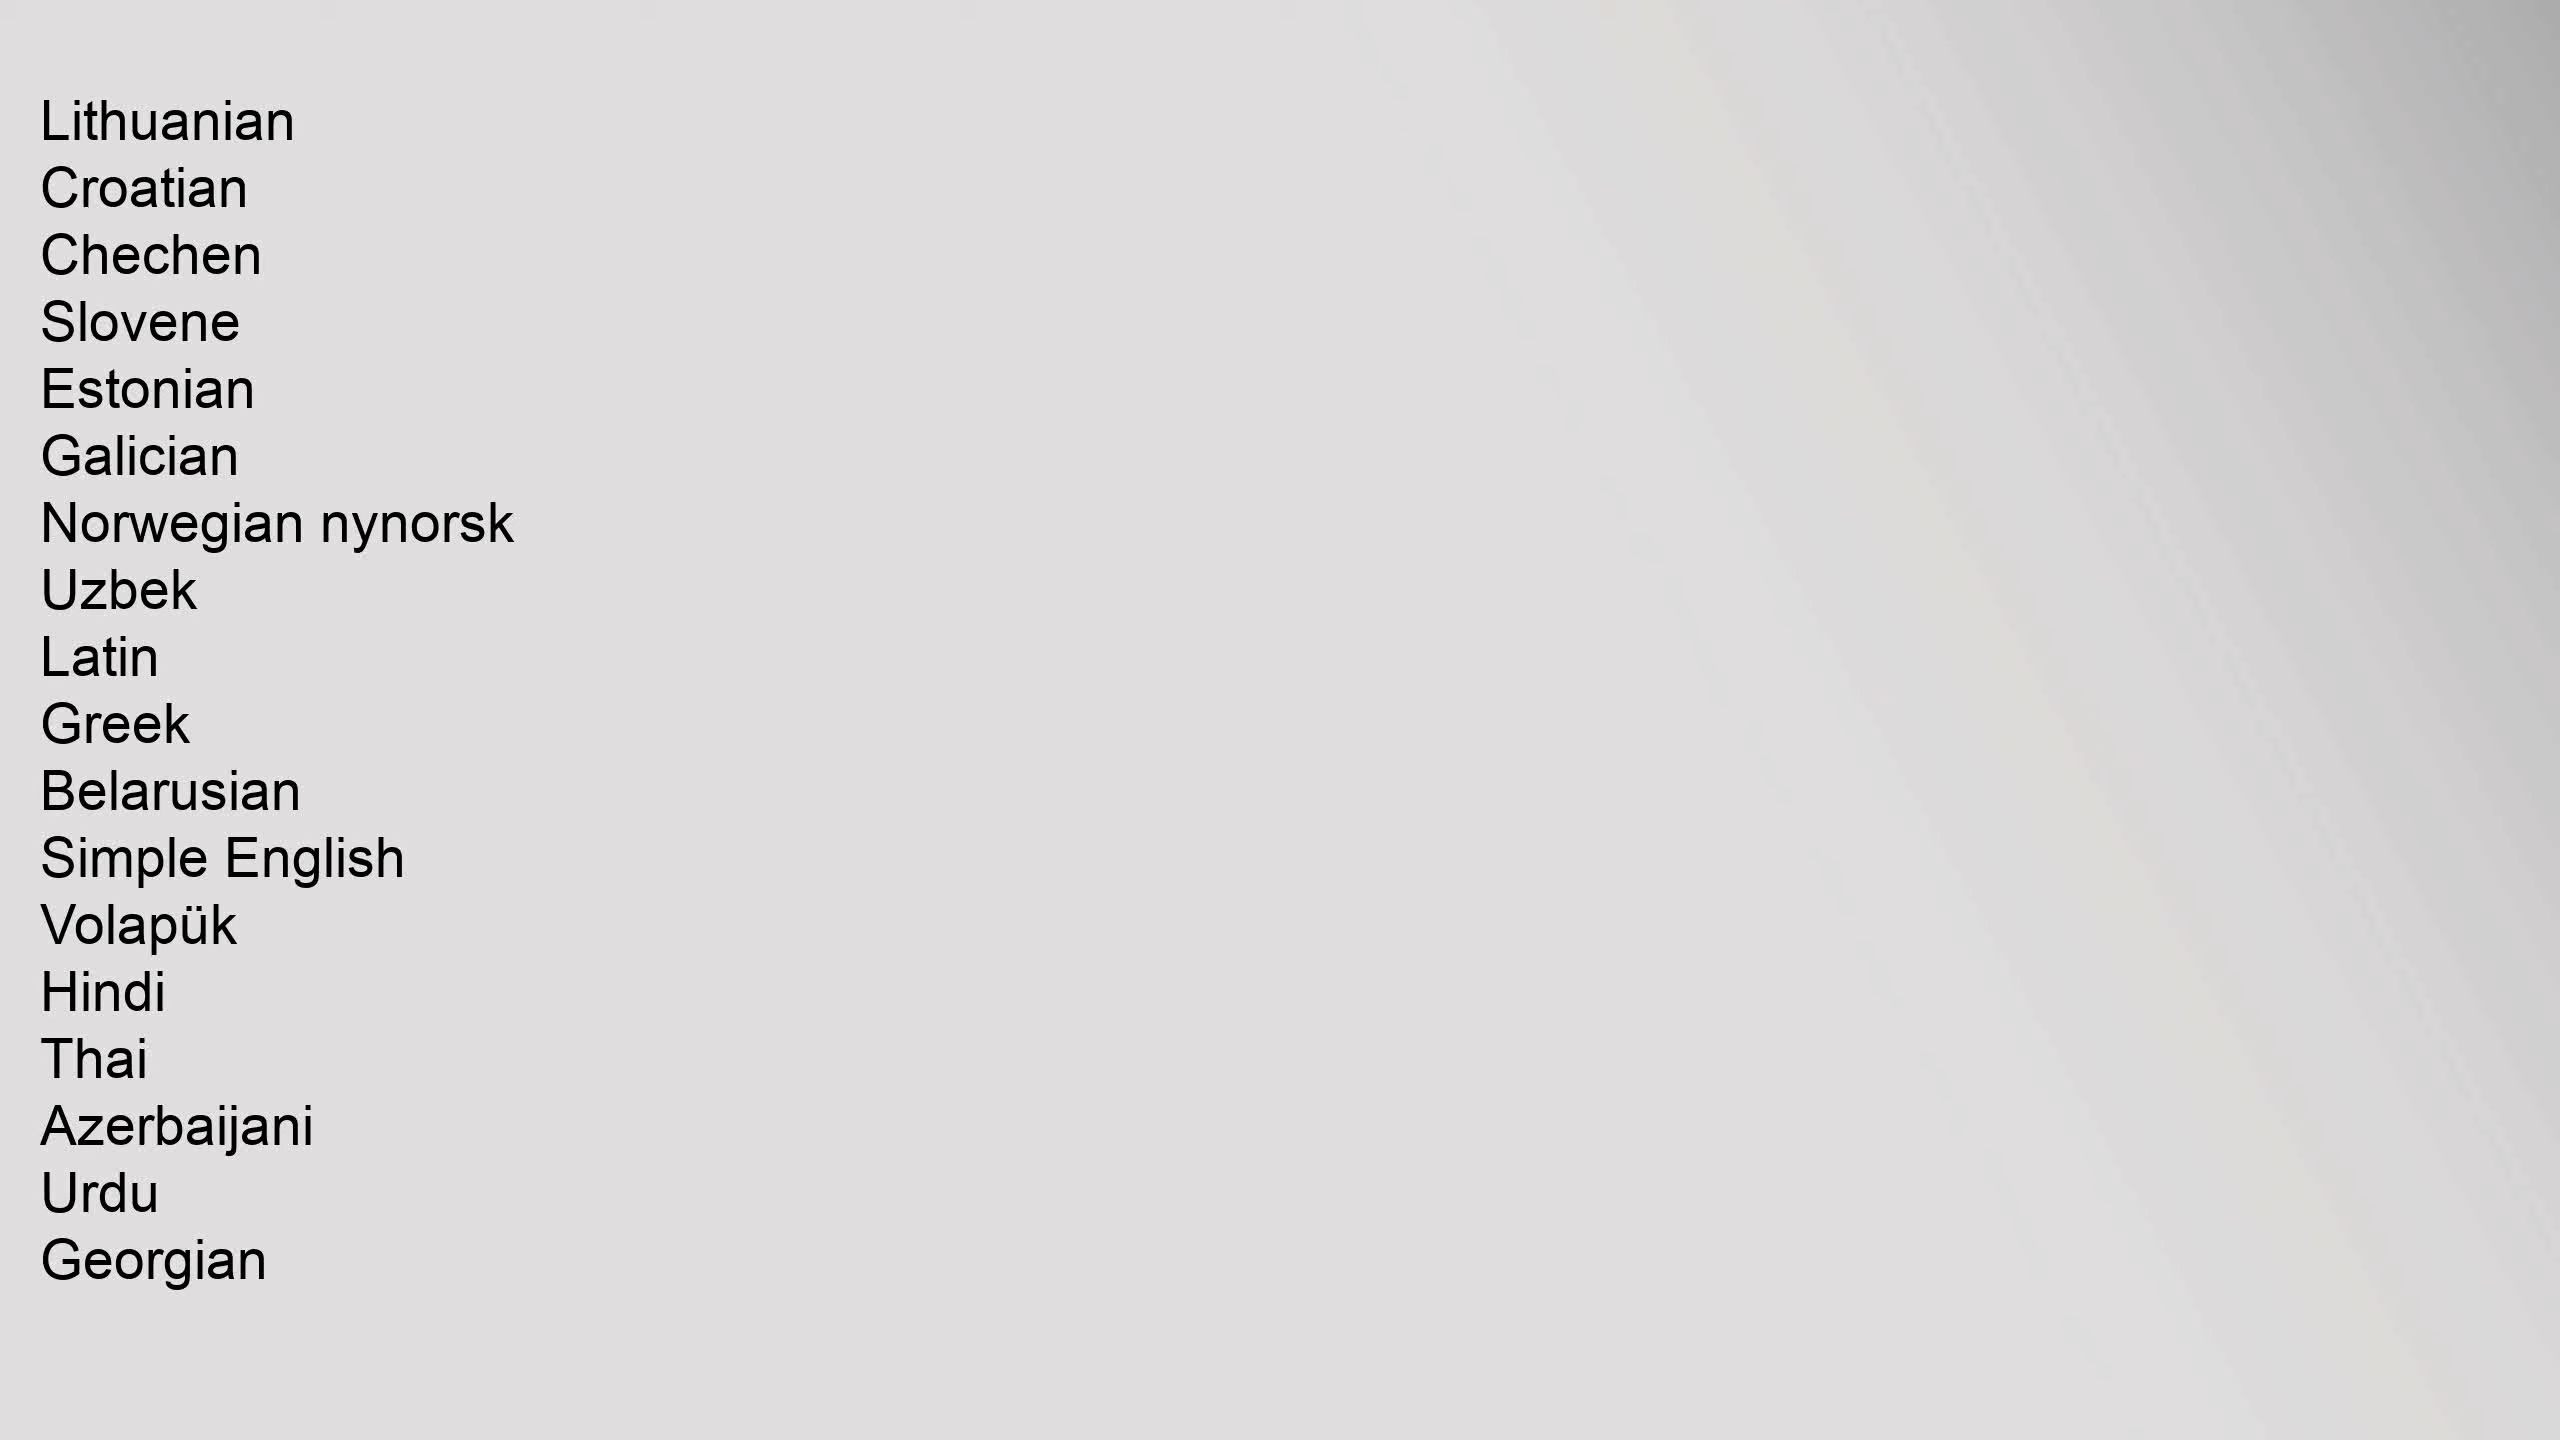 Lithuanian
Croatian
Chechen
Slovene
Estonian
Galician
Norwegian nynorsk
Uzbek
Latin
Greek
Belarusian
Simple English
Volapük
Hindi
Thai
Azerbaijani
Urdu
Georgian